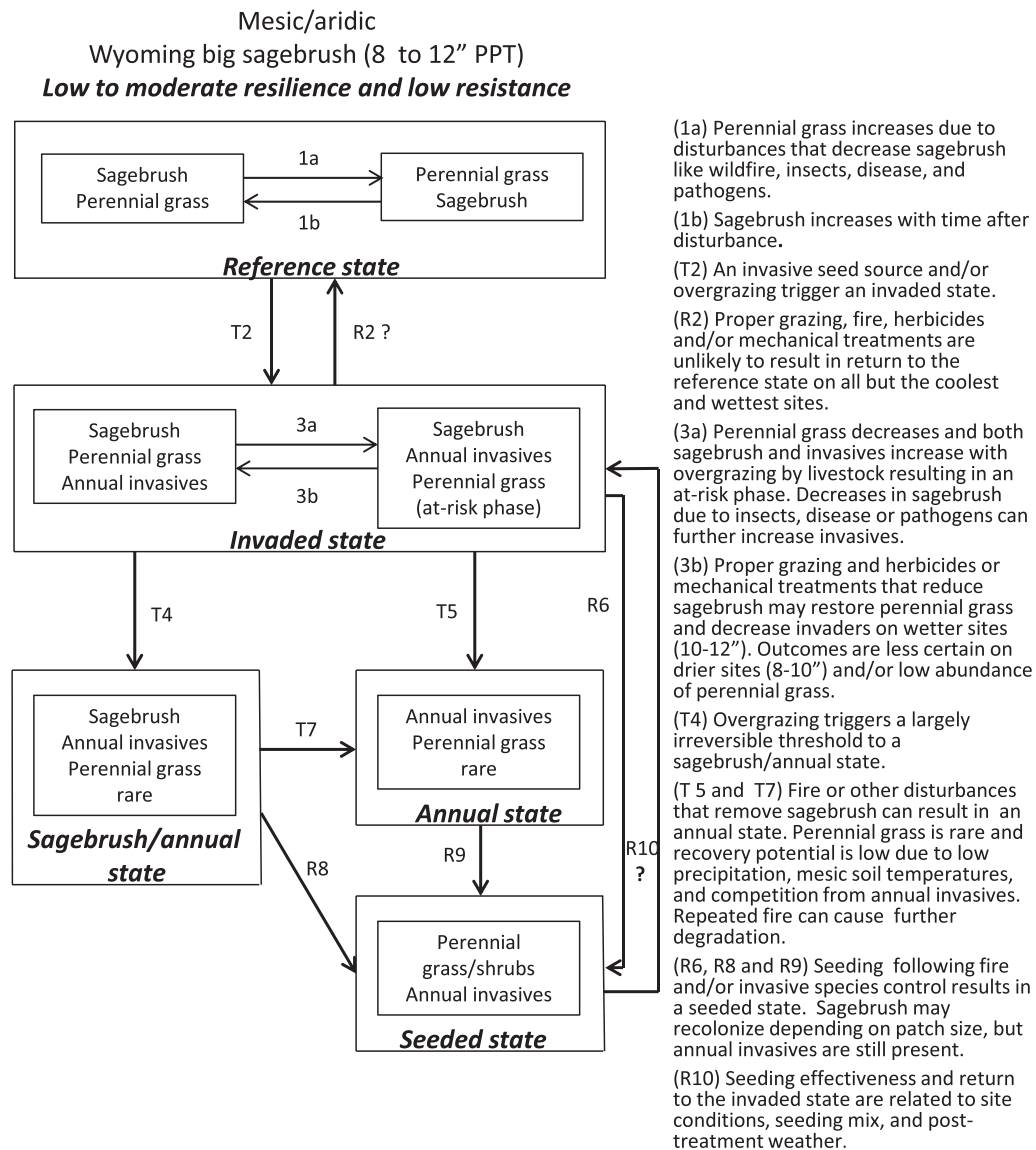 Mesic/aridic
Wyoming big sagebrush (8 to 12” PPT)
Low to moderate resilience and low resistance
Sagebrush
Perennial grass
1a
1b
Perennial grass
Sagebrush
Reference state
T2
R2 ?
Sagebrush
Perennial grass
Annual invasives
3a
3b
Sagebrush
Annual invasives
Perennial grass
(at-risk phase)
Invaded state
T4
T5
R6
Sagebrush
Annual invasives
Perennial grass
rare
Sagebrush/annual
state
T7
Annual invasives
Perennial grass
rare
Annual state
R8
R9
R10
?
Perennial
grass/shrubs
Annual invasives
Seeded state
(1a) Perennial grass increases due to
disturbances that decrease sagebrush
like wildfire, insects, disease, and
pathogens.
(1b) Sagebrush increases with time after
disturbance.
(T2) An invasive seed source and/or
overgrazing trigger an invaded state.
(R2) Proper grazing, fire, herbicides
and/or mechanical treatments are
unlikely to result in return to the
reference state on all but the coolest
and wettest sites.
(3a) Perennial grass decreases and both
sagebrush and invasives increase with
overgrazing by livestock resulting in an
at-risk phase. Decreases in sagebrush
due to insects, disease or pathogens can
further increase invasives.
(3b) Proper grazing and herbicides or
mechanical treatments that reduce
sagebrush may restore perennial grass
and decrease invaders on wetter sites
(10-12”). Outcomes are less certain on
drier sites (8-10”) and/or low abundance
of perennial grass.
(T4) Overgrazing triggers a largely
irreversible threshold to a
sagebrush/annual state.
(T 5 and T7) Fire or other disturbances
that remove sagebrush can result in an
annual state. Perennial grass is rare and
recovery potential is low due to low
precipitation, mesic soil temperatures,
and competition from annual invasives.
Repeated fire can cause further
degradation.
(R6, R8 and R9) Seeding following fire
and/or invasive species control results in
a seeded state. Sagebrush may
recolonize depending on patch size, but
annual invasives are still present.
(R10) Seeding effectiveness and return
to the invaded state are related to site
conditions, seeding mix, and post-
treatment weather.